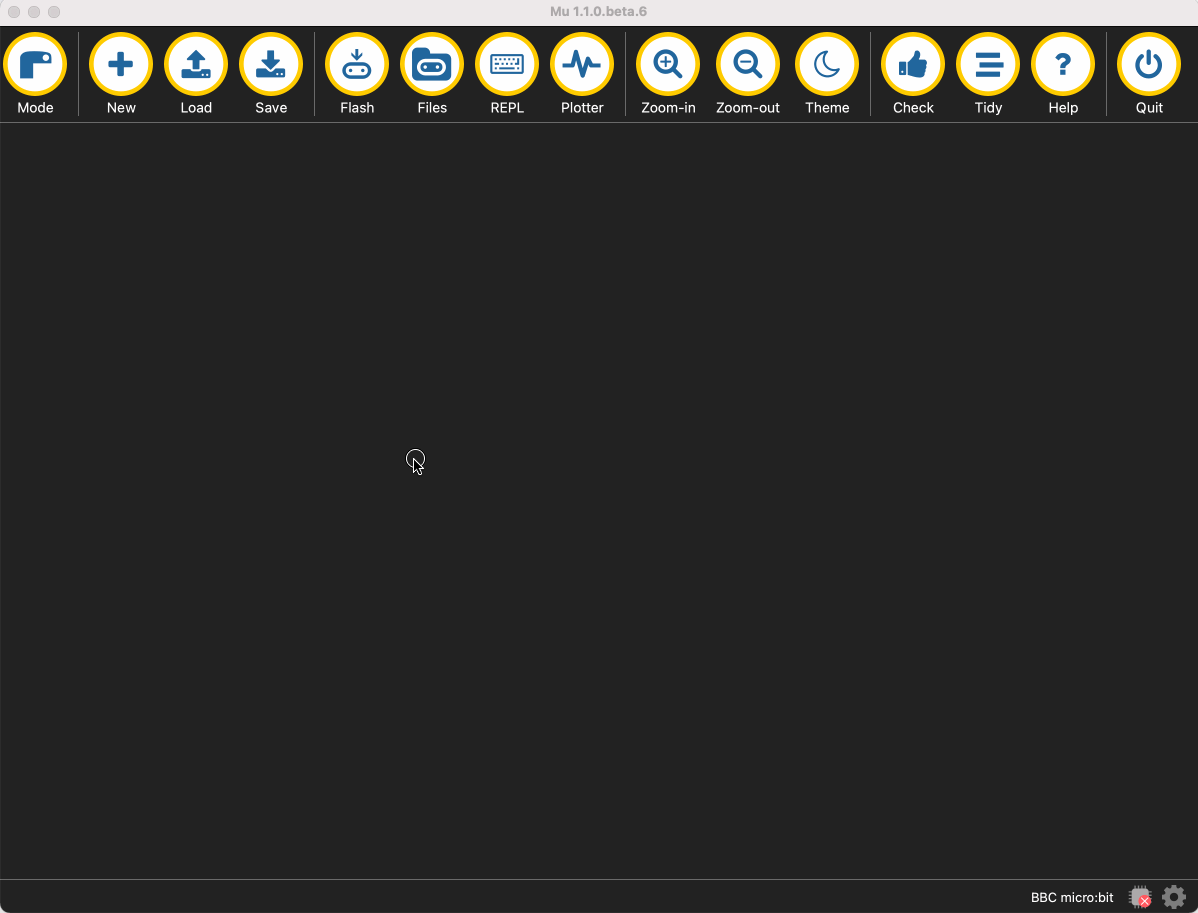 Mu 1.1.0.beta.6
Mode New Load Save Flash Files REPL Plotter Zoom-in Zoom-out Theme Check Tidy Help Quit
BBC micro:bit